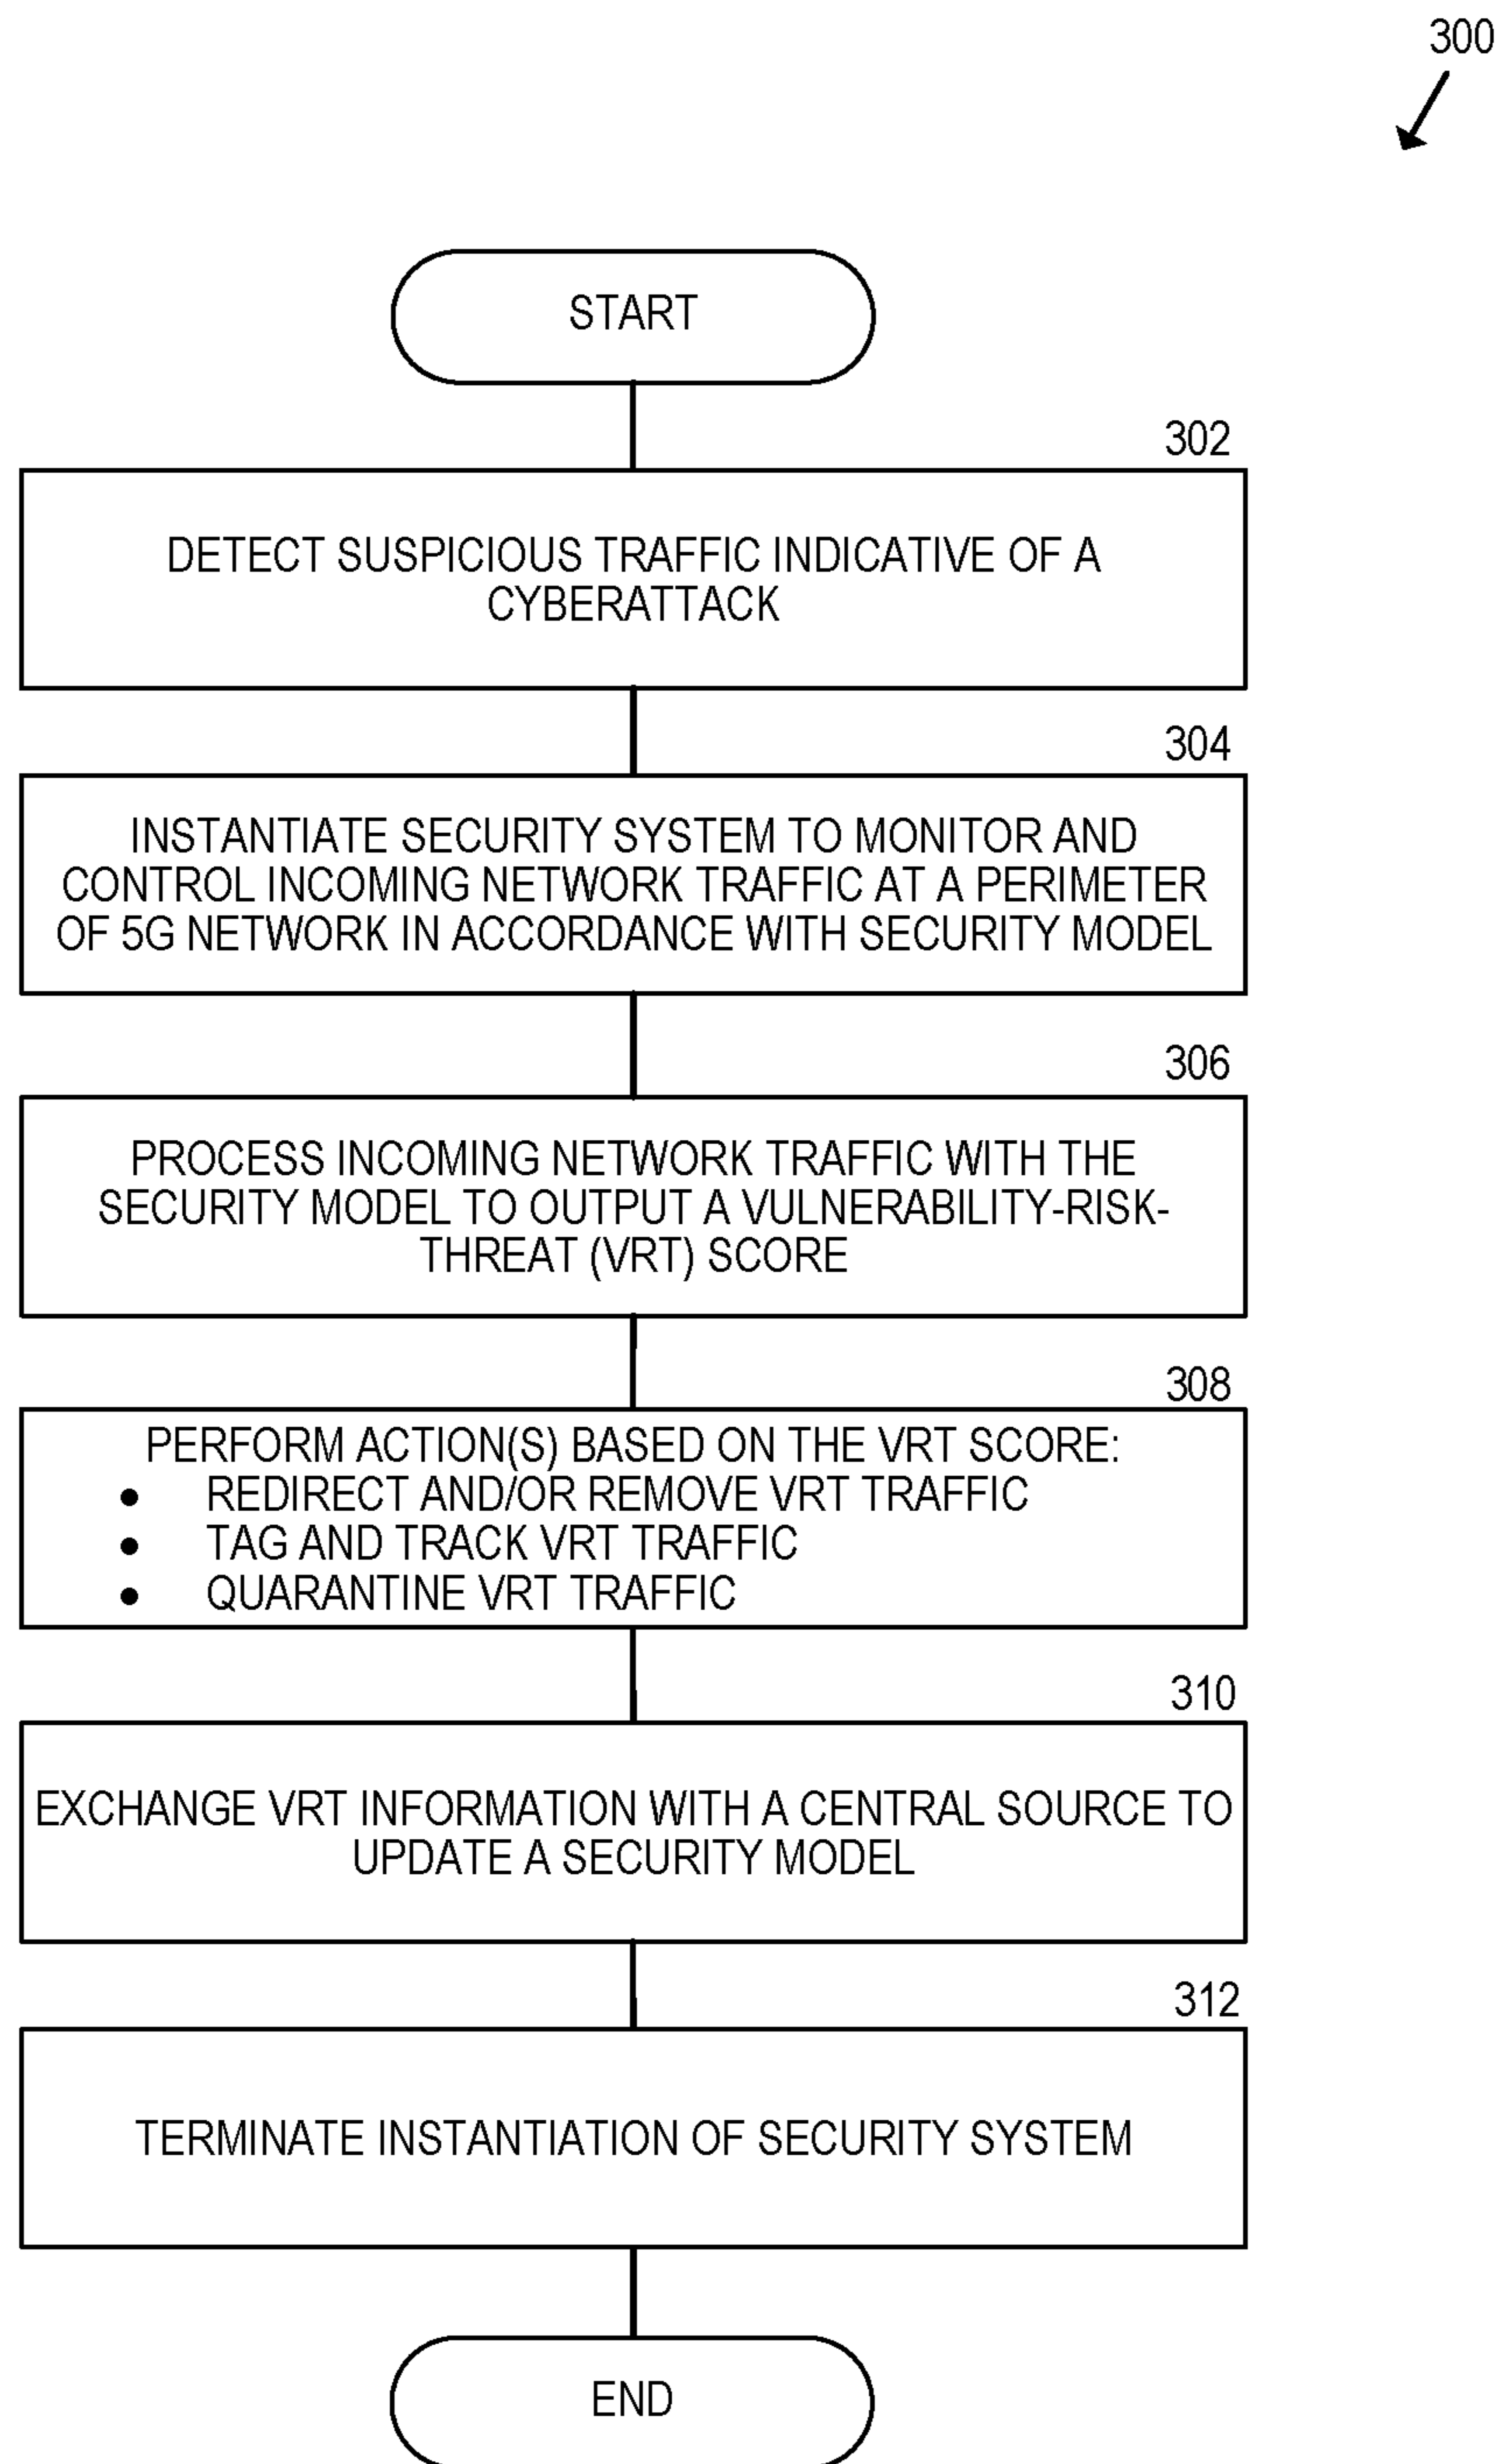 300
START
302
DETECT SUSPICIOUS TRAFFIC INDICATIVE OF A
CYBERATTACK
304
INSTANTIATE SECURITY SYSTEM TO MONITOR AND
CONTROL INCOMING NETWORK TRAFFIC AT A PERIMETER
OF 5G NETWORK IN ACCORDANCE WITH SECURITY MODEL
306
PROCESS INCOMING NETWORK TRAFFIC WITH THE
SECURITY MODEL TO OUTPUT A VULNERABILITY-RISK-
THREAT (VRT) SCORE
308
PERFORM ACTION(S) BASED ON THE VRT SCORE:
• REDIRECT AND/OR REMOVE VRT TRAFFIC
• TAG AND TRACK VRT TRAFFIC
• QUARANTINE VRT TRAFFIC
310
EXCHANGE VRT INFORMATION WITH A CENTRAL SOURCE TO
UPDATE A SECURITY MODEL
312
TERMINATE INSTANTIATION OF SECURITY SYSTEM
END